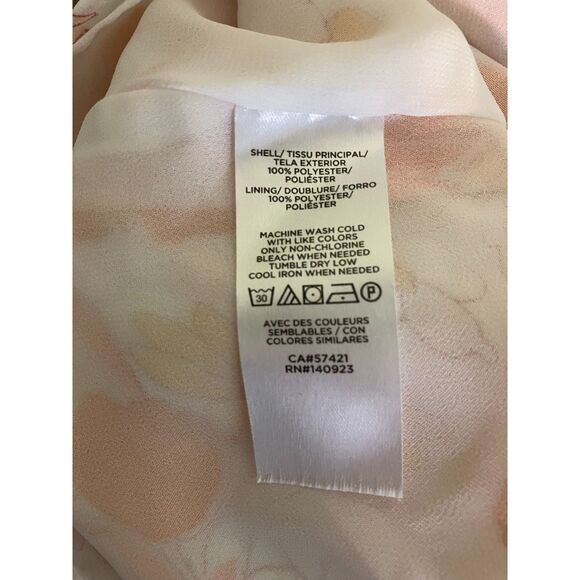 SHELL/ TISSU PRINCIPAL/
TELA EXTERIOR
100% POLYESTER/
POLIÉSTER
LINING/ DOUBLURE/ FORRO
100% POLYESTER/
POLIÉSTER
MACHINE WASH COLD
WITH LIKE COLORS
ONLY NON-CHLORINE
BLEACH WHEN NEEDED
TUMBLE DRY LOW
COOL IRON WHEN NEEDED
30 P
AVEC DES COULEURS
SEMBLABLES / CON
COLORES SIMILARES
CA#57421
RN#140923